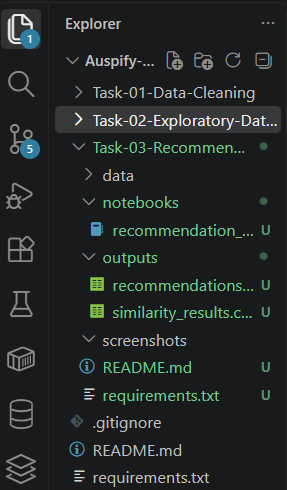 Explorer
1
Auspify-...
Task-01-Data-Cleaning
Task-02-Exploratory-Dat...
Task-03-Recommen...
5
data
notebooks
recommendation_... U
outputs
recommendations... U
similarity_results.c... U
screenshots
README.md U
requirements.txt U
.gitignore
README.md
requirements.txt